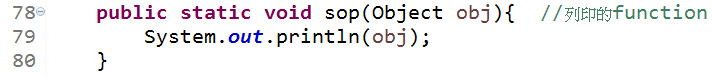 78 public static void sop(Object obj){ //列印的function
79 System.out.println(obj);
80 }